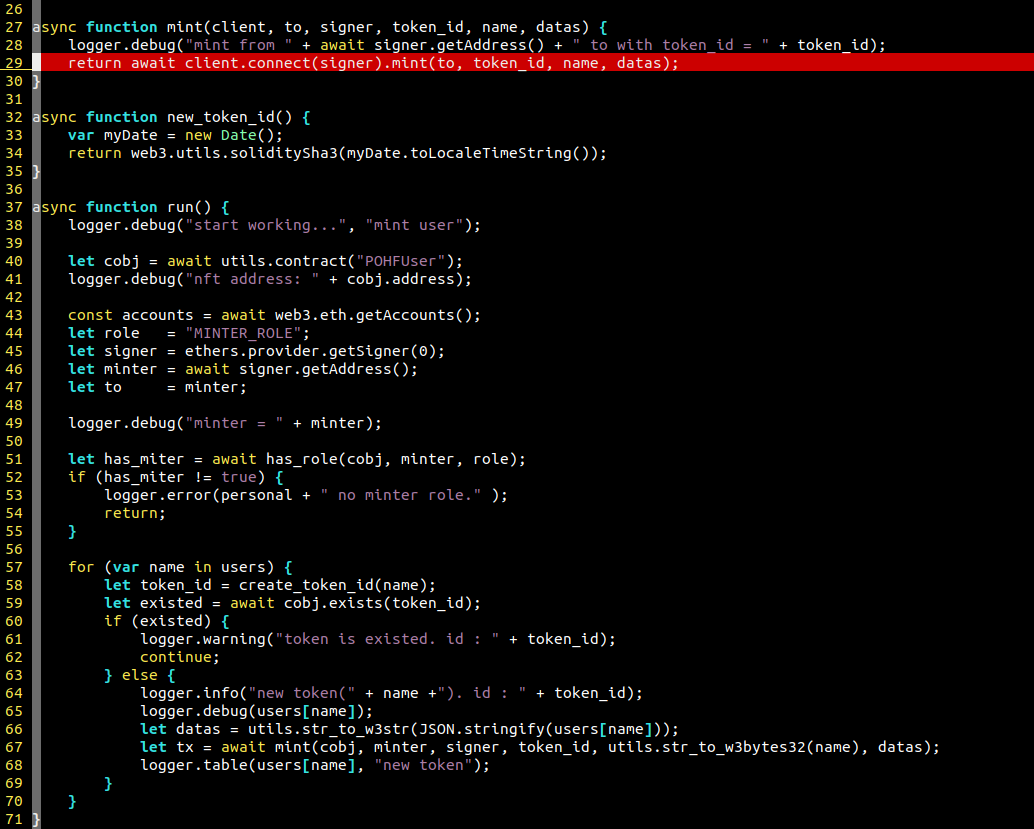 26
27 async function mint(client, to, signer, token_id, name, datas) {
28     logger.debug("mint from " + await signer.getAddress() + " to with token_id = " + token_id);
29     return await client.connect(signer).mint(to, token_id, name, datas);
30 }
31
32 async function new_token_id() {
33     var myDate = new Date();
34     return web3.utils.soliditySha3(myDate.toLocaleTimeString());
35 }
36
37 async function run() {
38     logger.debug("start working...", "mint user");
39
40     let cobj = await utils.contract("POHFUser");
41     logger.debug("nft address: " + cobj.address);
42
43     const accounts = await web3.eth.getAccounts();
44     let role   = "MINTER_ROLE";
45     let signer = ethers.provider.getSigner(0);
46     let minter = await signer.getAddress();
47     let to     = minter;
48
49     logger.debug("minter = " + minter);
50
51     let has_miter = await has_role(cobj, minter, role);
52     if (has_miter != true) {
53         logger.error(personal + " no minter role." );
54         return;
55     }
56
57     for (var name in users) {
58         let token_id = create_token_id(name);
59         let existed = await cobj.exists(token_id);
60         if (existed) {
61             logger.warning("token is existed. id : " + token_id);
62             continue;
63         } else {
64             logger.info("new token(" + name +"). id : " + token_id);
65             logger.debug(users[name]);
66             let datas = utils.str_to_w3str(JSON.stringify(users[name]));
67             let tx = await mint(cobj, minter, signer, token_id, utils.str_to_w3bytes32(name), datas);
68             logger.table(users[name], "new token");
69         }
70     }
71 }